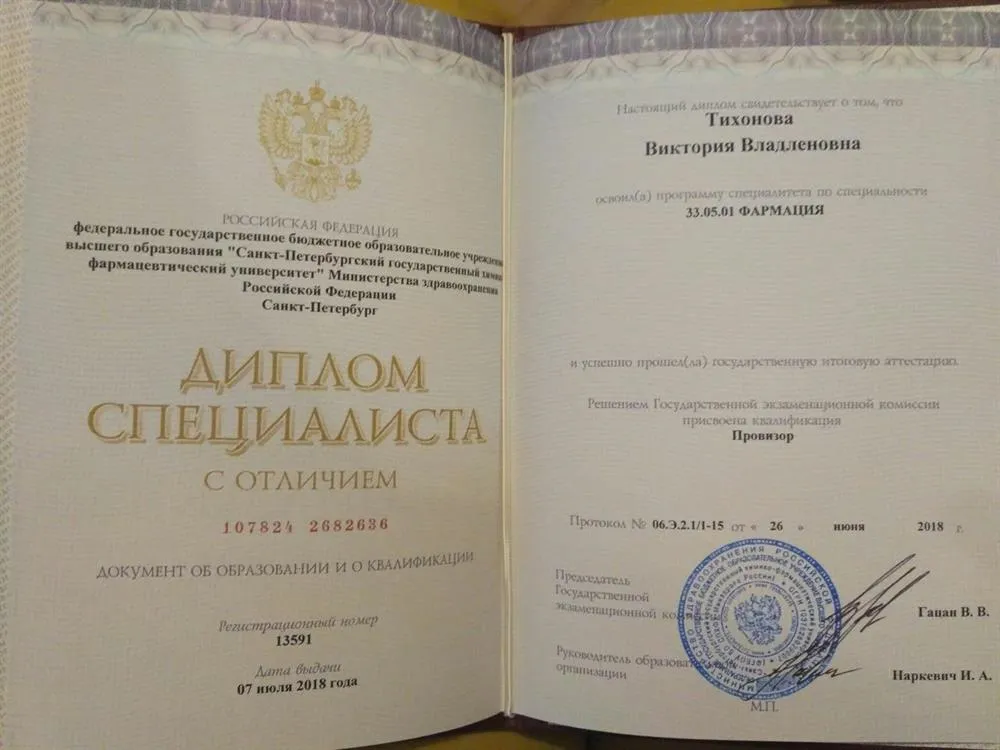 РОССИЙСКАЯ ФЕДЕРАЦИЯ
федеральное государственное бюджетное образовательное учрежден
высшего образования "Санкт-Петербургский государственный хими
фармацевтический университет" Министерства здравоохранения
Российской Федерации
Санкт-Петербург
ДИПЛОМ
СПЕЦИАЛИСТА
С ОТЛИЧИЕМ
107824 2682636
ДОКУМЕНТ ОБ ОБРАЗОВАНИИ И О КВАЛИФИКАЦИИ
Регистрационный номер
13591
Дата выдачи
07 июля 2018 года
Настоящий диплом свидетельствует о том, что
Тихонова
Виктория Владленовна
освоил(а) программу специалитета по специальности
33.05.01 ФАРМАЦИЯ
и успешно прошел(ла) государственную итоговую аттестацию.
Решением Государственной экзаменационной комиссии
присвоена квалификация
Провизор
Протокол № 06.Э.2.1/1-15 от « 26 » июня 2018 г.
Председатель
Государственной
экзаменационной ко
Гацан В. В.
Руководитель образоват
организации
Наркевич И. А.
М.П.